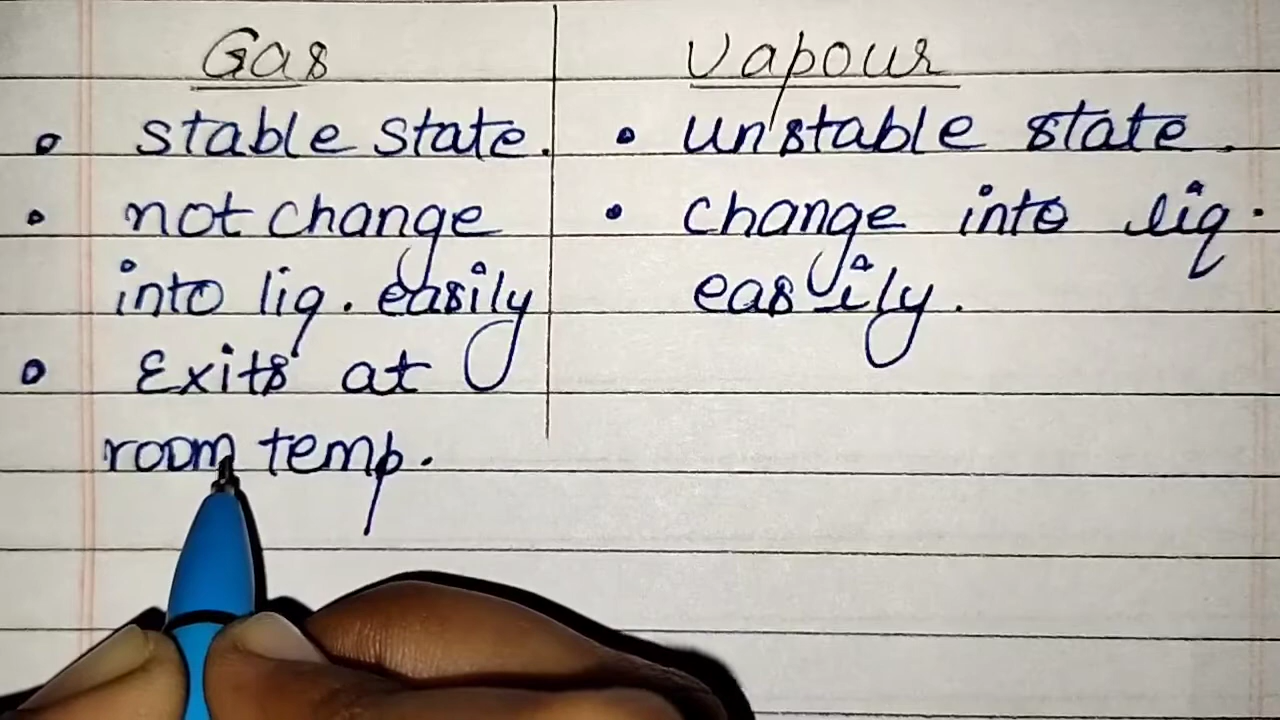 Gas
• stable state.
• not change
into liq. easily
• Exits at
room temp.
Vapour
• unstable state.
• change into liq.
easily.